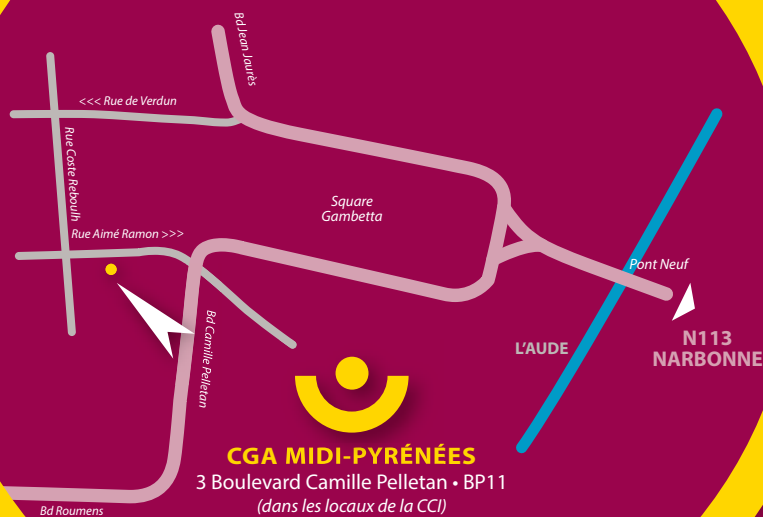 Bd Jean Jaurès
<<< Rue de Verdun
Rue Coste Reboulh
Square
Gambetta
Rue Aimé Ramon >>>
Pont Neuf
Bd Camille Pelletan
L'AUDE
N113
NARBONNE
CGA MIDI-PYRÉNÉES
3 Boulevard Camille Pelletan • BP11
(dans les locaux de la CCI)
Bd Roumens